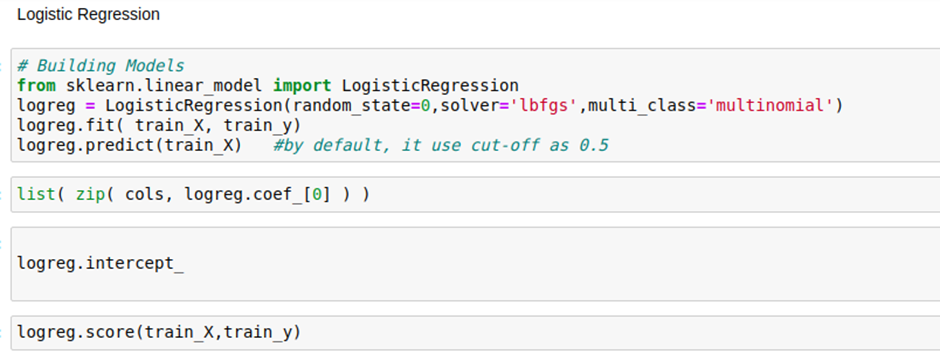 Logistic Regression
# Building Models
from sklearn.linear_model import LogisticRegression
logreg = LogisticRegression(random_state=0,solver='lbfgs',multi_class='multinomial')
logreg.fit( train_X, train_y)
logreg.predict(train_X)   #by default, it use cut-off as 0.5
list( zip( cols, logreg.coef_[0] ) )
logreg.intercept_
logreg.score(train_X,train_y)